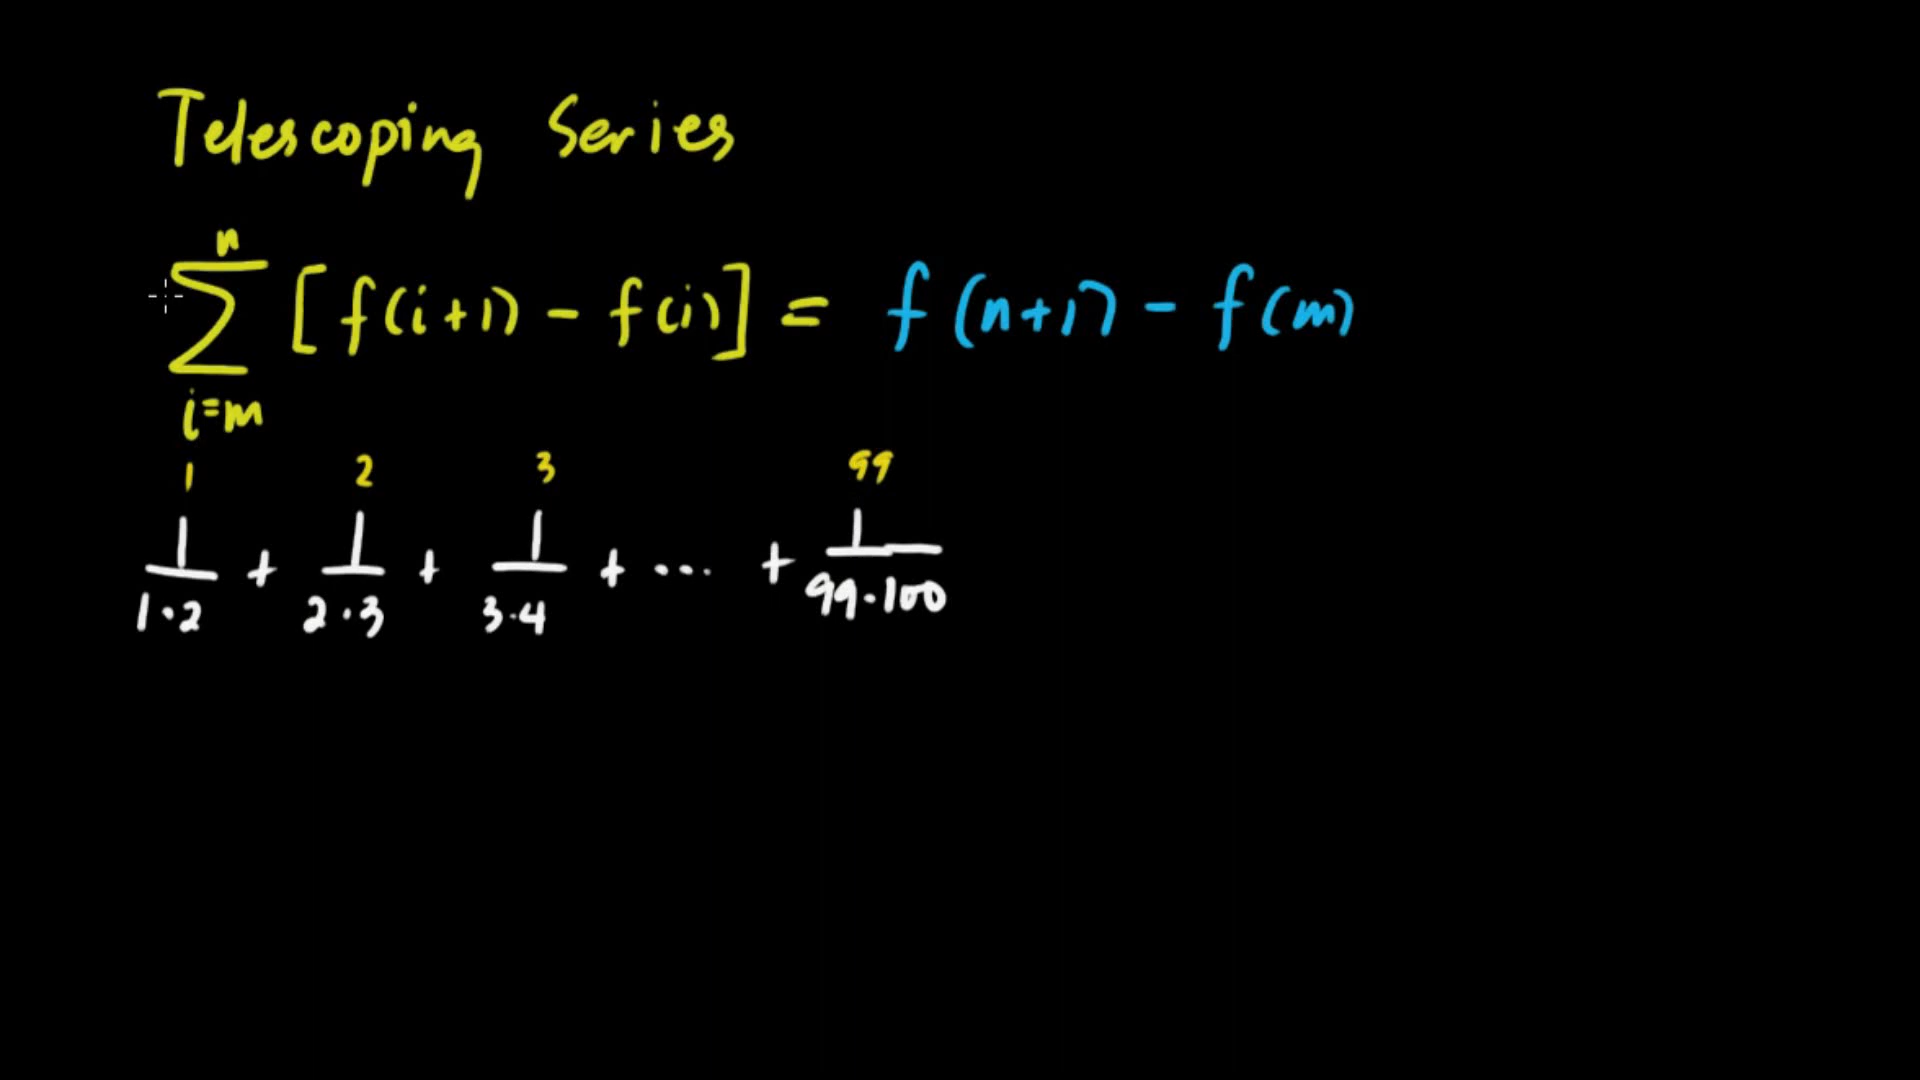 Telescoping Series
n
∑ [f(i+1) - f(i)] = f(n+1) - f(m)
i=m
1 2 3 99
1/1·2 + 1/2·3 + 1/3·4 + ... + 1/99·100